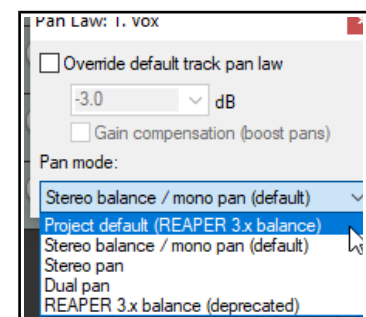 Pan Law: 1. Vox
Override default track pan law
-3.0 dB
Gain compensation (boost pans)
Pan mode:
Stereo balance / mono pan (default)
Project default (REAPER 3.x balance)
Stereo balance / mono pan (default)
Stereo pan
Dual pan
REAPER 3.x balance (deprecated)